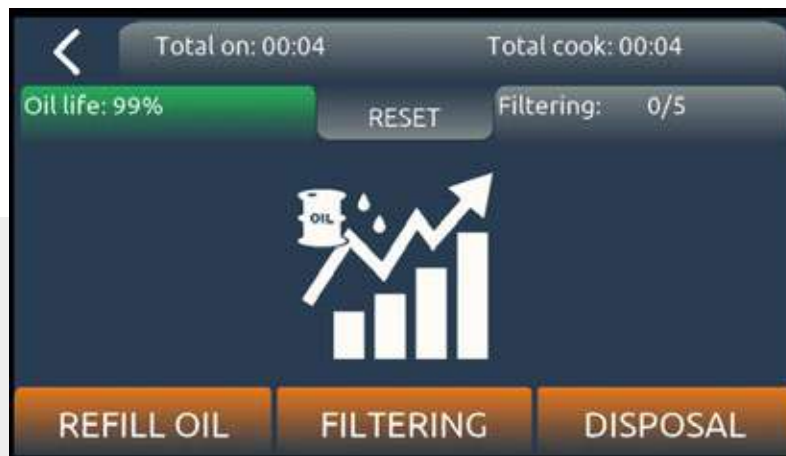 Total on: 00:04 Total cook: 00:04
Oil life: 99% RESET Filtering: 0/5
OIL
REFILL OIL FILTERING DISPOSAL